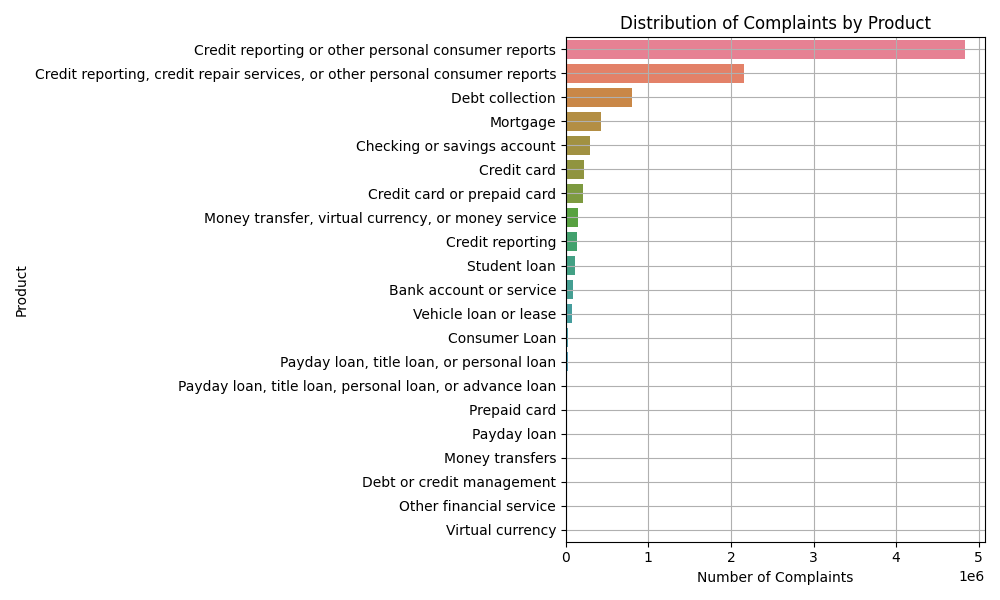 Distribution of Complaints by Product
Credit reporting or other personal consumer reports
Credit reporting, credit repair services, or other personal consumer reports
Debt collection
Mortgage
Checking or savings account
Credit card
Credit card or prepaid card
Money transfer, virtual currency, or money service
Credit reporting
Student loan
Bank account or service
Vehicle loan or lease
Consumer Loan
Payday loan, title loan, or personal loan
Payday loan, title loan, personal loan, or advance loan
Prepaid card
Payday loan
Money transfers
Debt or credit management
Other financial service
Virtual currency
Product
0 1 2 3 4 5
1e6
Number of Complaints